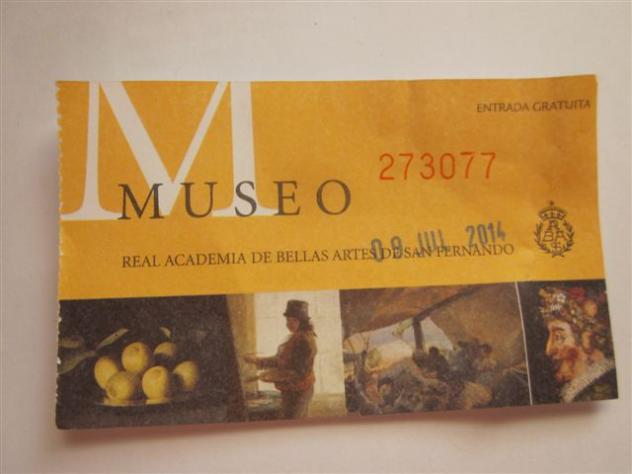 ENTRADA GRATUITA
273077
M
MUSEO
09 JUL 2014
REAL ACADEMIA DE BELLAS ARTES DE SAN FERNANDO